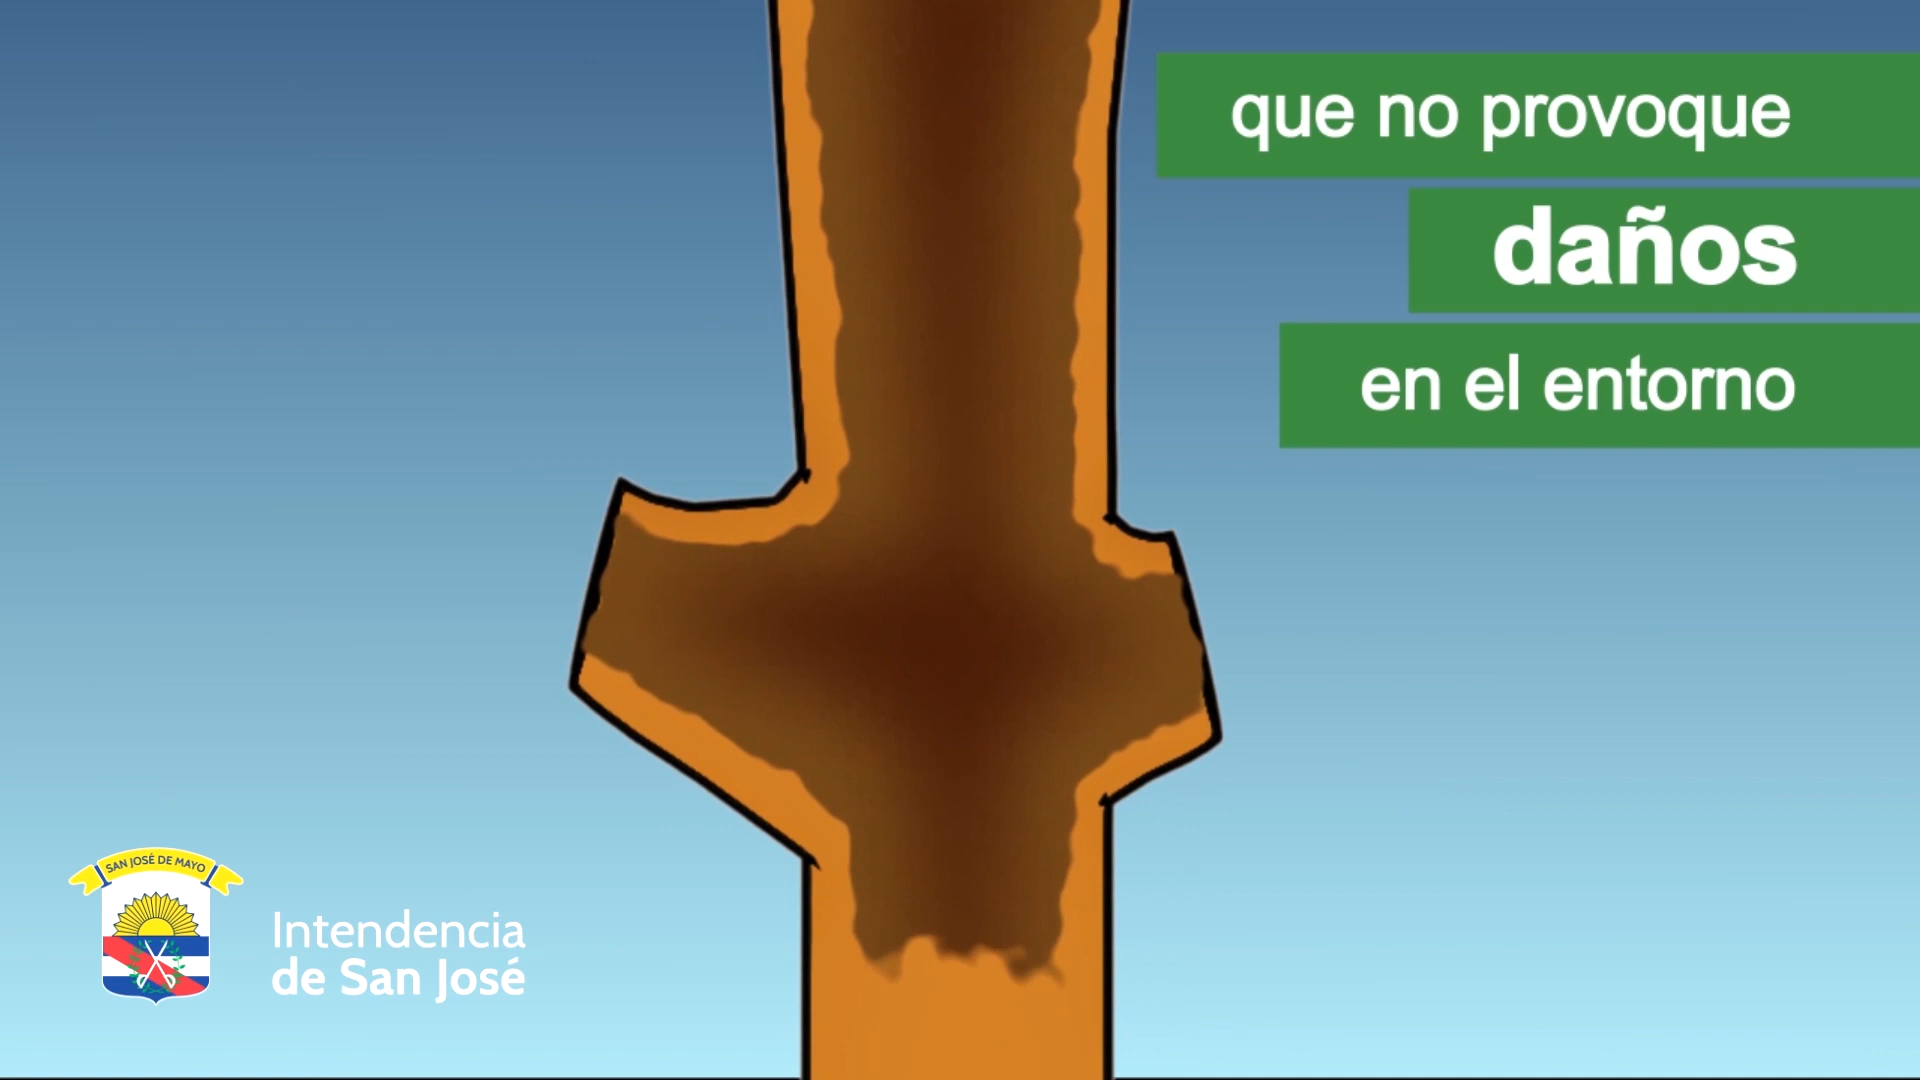 que no provoque
daños
en el entorno
SAN JOSÉ DE MAYO
Intendencia
de San José